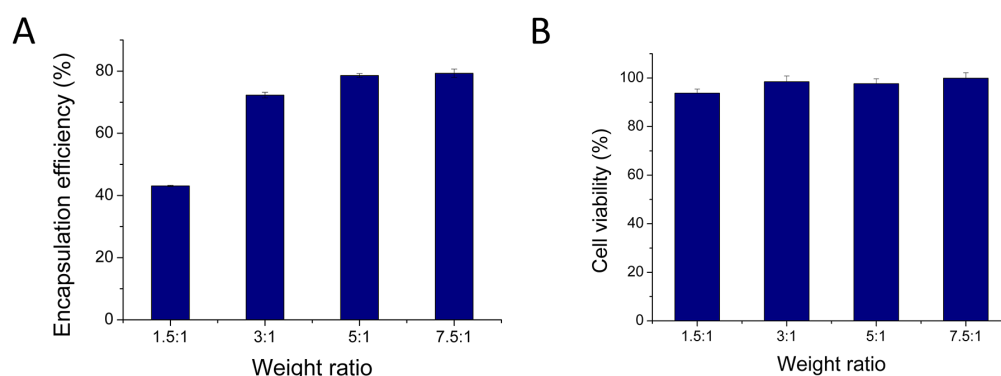 A
Encapsulation efficiency (%)
80
60
40
20
0
1.5:1 3:1 5:1 7.5:1
Weight ratio
B
Cell viability (%)
100
80
60
40
20
0
1.5:1 3:1 5:1 7.5:1
Weight ratio